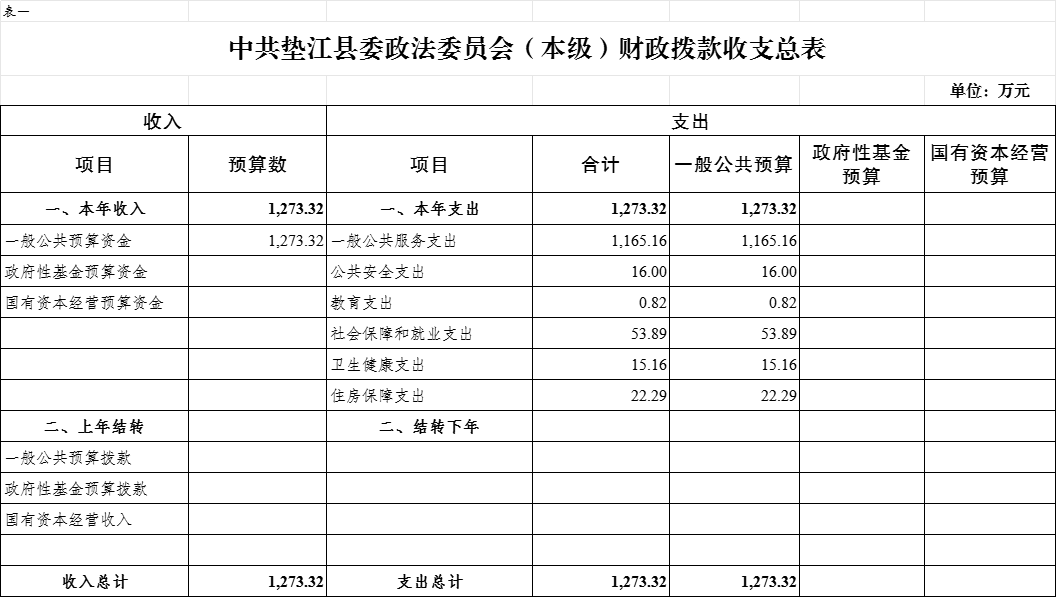 表一
中共垫江县委政法委员会（本级）财政拨款收支总表
单位：万元
收入 支出
项目 预算数 项目 合计 一般公共预算 政府性基金预算 国有资本经营预算
一、本年收入 1,273.32 一、本年支出 1,273.32 1,273.32
一般公共预算资金 1,273.32 一般公共服务支出 1,165.16 1,165.16
政府性基金预算资金 公共安全支出 16.00 16.00
国有资本经营预算资金 教育支出 0.82 0.82
社会保障和就业支出 53.89 53.89
卫生健康支出 15.16 15.16
住房保障支出 22.29 22.29
二、上年结转 二、结转下年
一般公共预算拨款
政府性基金预算拨款
国有资本经营收入
收入总计 1,273.32 支出总计 1,273.32 1,273.32